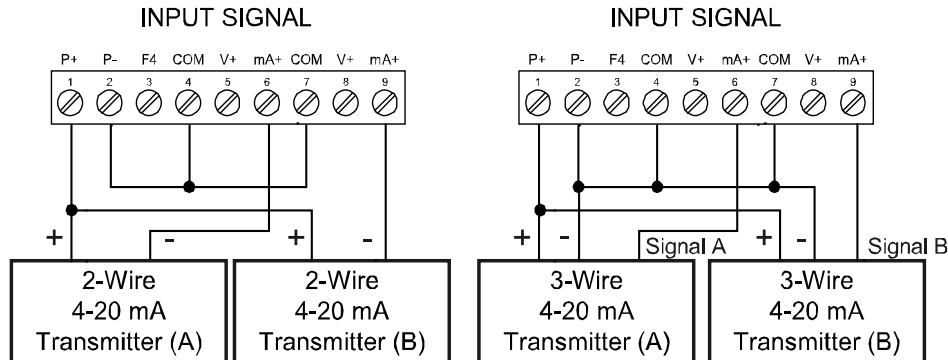 INPUT SIGNAL
P+ P- F4 COM V+ mA+ COM V+ mA+
1 2 3 4 5 6 7 8 9
+ - + -
2-Wire
4-20 mA
Transmitter (A)
2-Wire
4-20 mA
Transmitter (B)
INPUT SIGNAL
P+ P- F4 COM V+ mA+ COM V+ mA+
1 2 3 4 5 6 7 8 9
+ - Signal A + - Signal B
3-Wire
4-20 mA
Transmitter (A)
3-Wire
4-20 mA
Transmitter (B)